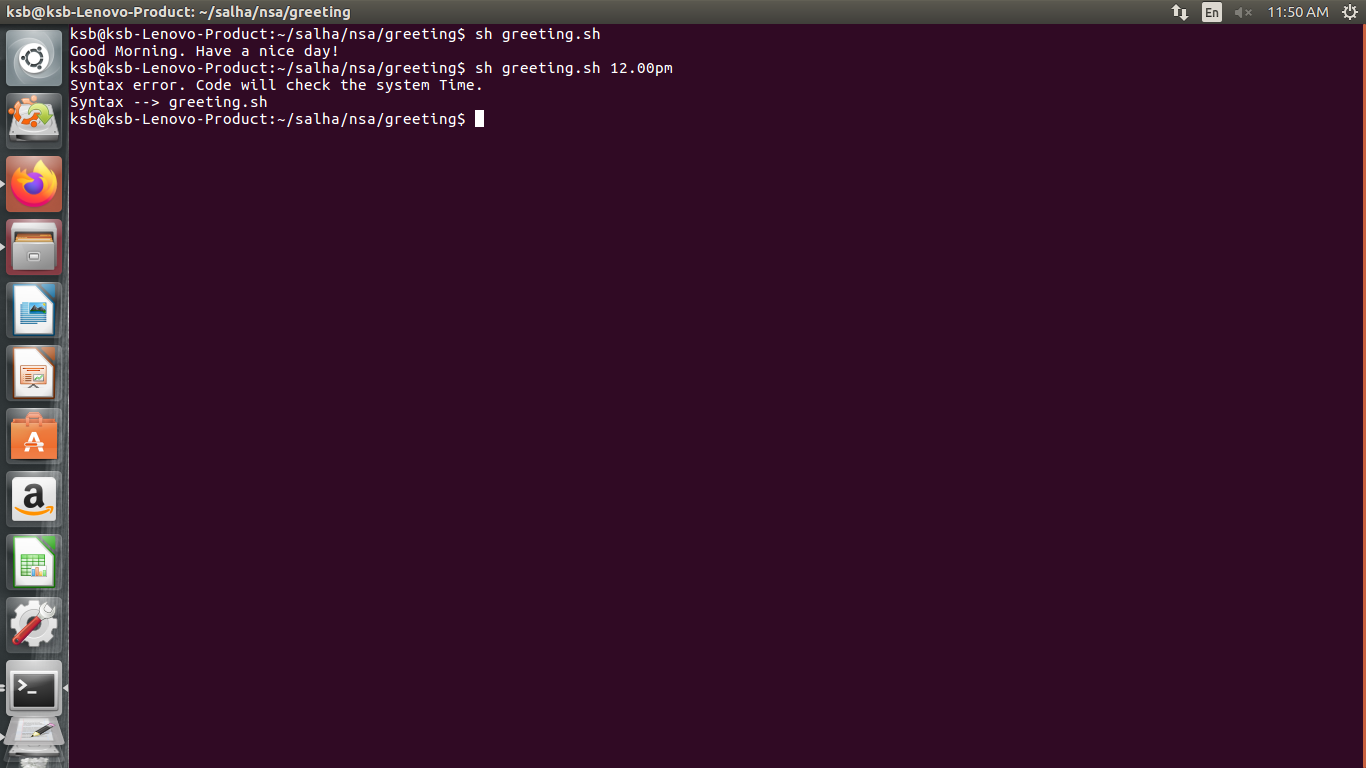 ksb@ksb-Lenovo-Product: ~/salha/nsa/greeting
En
11:50 AM
ksb@ksb-Lenovo-Product:~/salha/nsa/greeting$ sh greeting.sh
Good Morning. Have a nice day!
ksb@ksb-Lenovo-Product:~/salha/nsa/greeting$ sh greeting.sh 12.00pm
Syntax error. Code will check the system Time.
Syntax --> greeting.sh
ksb@ksb-Lenovo-Product:~/salha/nsa/greeting$